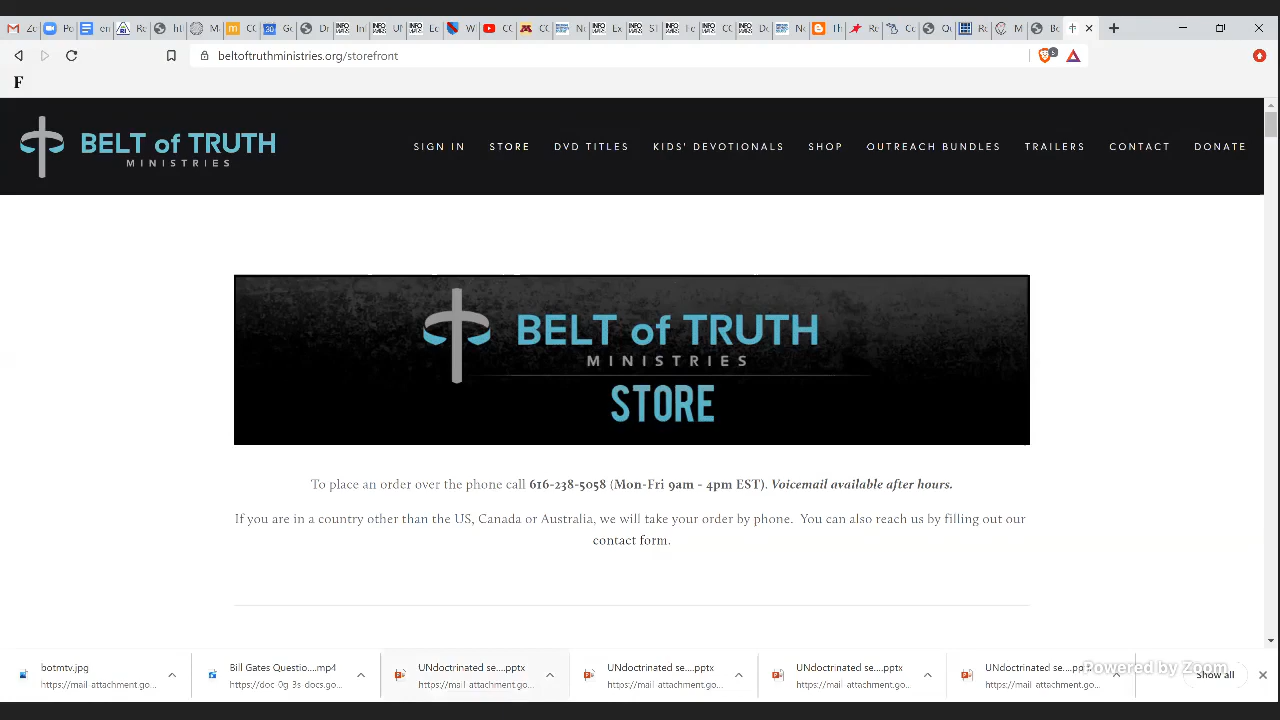 beltoftruthministries.org/storefront
5
F
BELT of TRUTH
MINISTRIES
SIGN IN STORE DVD TITLES KIDS' DEVOTIONALS SHOP OUTREACH BUNDLES TRAILERS CONTACT DONATE
BELT of TRUTH
MINISTRIES
STORE
To place an order over the phone call 616-238-5058 (Mon-Fri 9am - 4pm EST). Voicemail available after hours.
If you are in a country other than the US, Canada or Australia, we will take your order by phone. You can also reach us by filling out our
contact form.
botmtv.jpg Bill Gates Questio....mp4 UNdoctrinated se....pptx UNdoctrinated se....pptx UNdoctrinated se....pptx UNdoctrinated se....pptx
https://mail-attachment.go... https://doc-0g-3s-docs.go... https://mail-attachment.go... https://mail-attachment.go... https://mail-attachment.go... https://mail-attachment.go...
Powered by Zoom
Show all